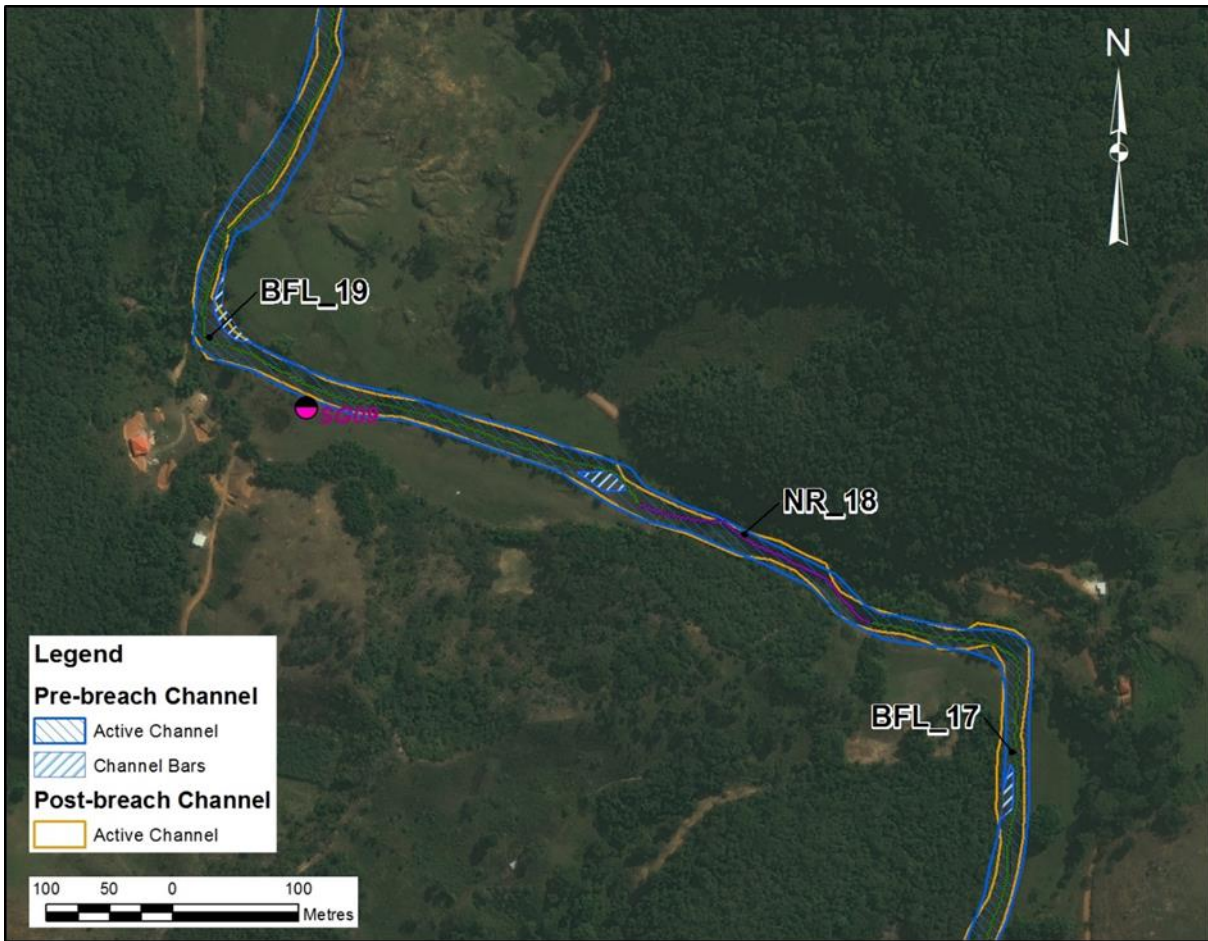 N
BFL_19
NR_18
BFL_17
Legend
Pre-breach Channel
Active Channel
Channel Bars
Post-breach Channel
Active Channel
100 50 0 100
Metres